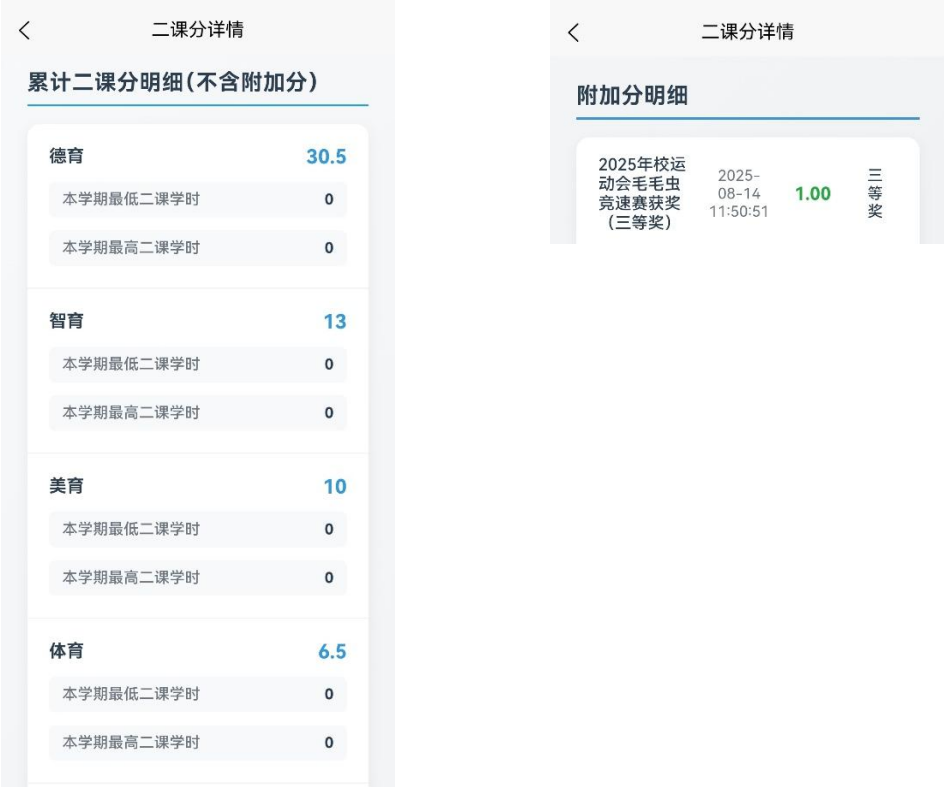 二课分详情
累计二课分明细(不含附加分)
德育 30.5
本学期最低二课学时 0
本学期最高二课学时 0
智育 13
本学期最低二课学时 0
本学期最高二课学时 0
美育 10
本学期最低二课学时 0
本学期最高二课学时 0
体育 6.5
本学期最低二课学时 0
本学期最高二课学时 0
二课分详情
附加分明细
2025年校运
动会毛毛虫
竞速赛获奖
（三等奖）
2025-
08-14
11:50:51
1.00
三
等
奖